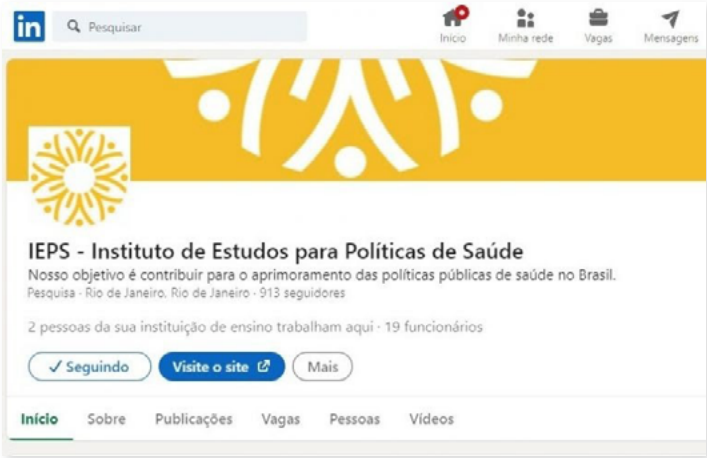 in Pesquisar
Início Minha rede Vagas Mensagens
IEPS - Instituto de Estudos para Políticas de Saúde
Nosso objetivo é contribuir para o aprimoramento das políticas públicas de saúde no Brasil.
Pesquisa · Rio de Janeiro, Rio de Janeiro · 913 seguidores
2 pessoas da sua instituição de ensino trabalham aqui · 19 funcionários
✓ Seguindo Visite o site Mais
Início Sobre Publicações Vagas Pessoas Vídeos